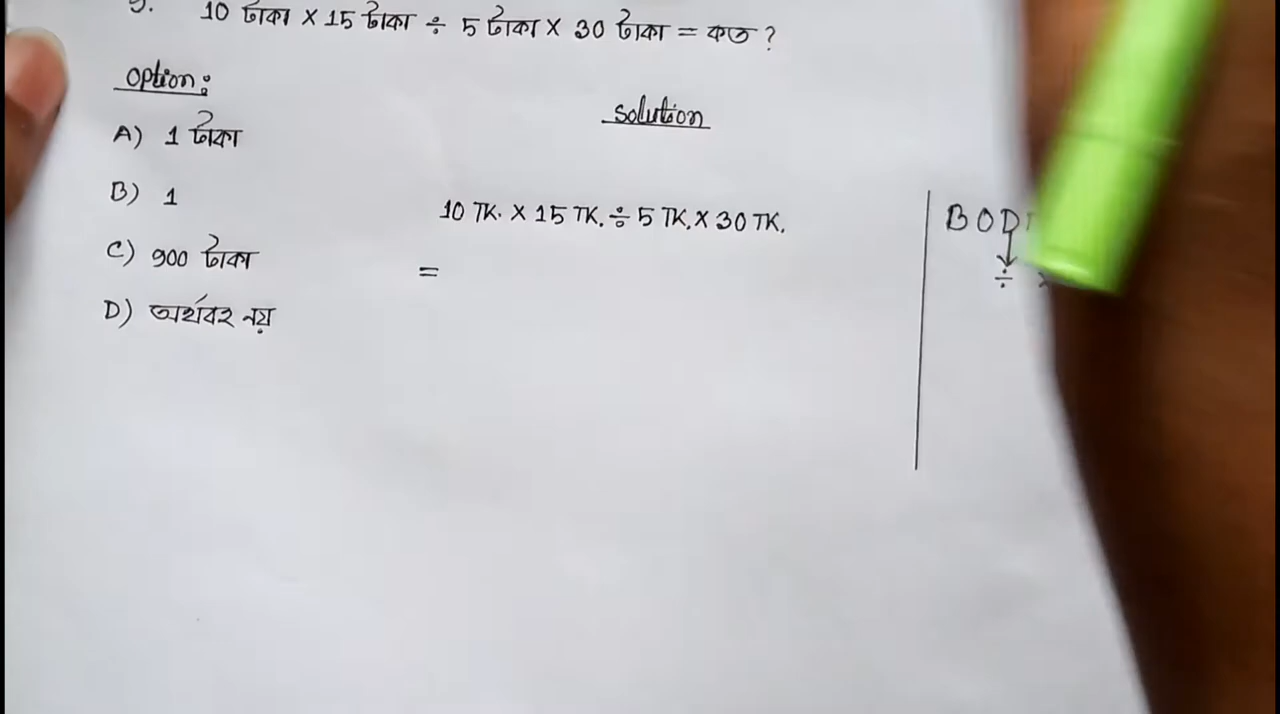 10 টাকা × 15 টাকা ÷ 5 টাকা × 30 টাকা = কত ?
Option :
A) 1 টাকা
B) 1
C) 900 টাকা
D) অর্থবহ নয়
Solution
10 TK. × 15 TK. ÷ 5 TK. × 30 TK.
=
BOD
÷